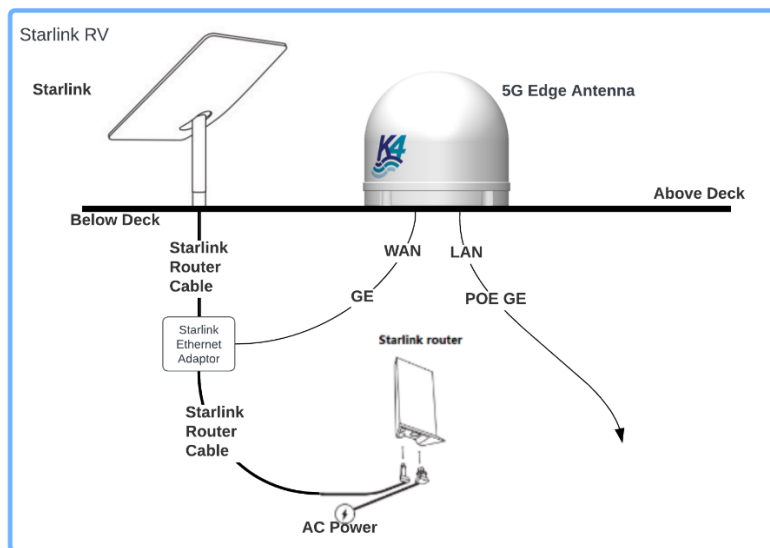 Starlink RV
Starlink
5G Edge Antenna
K4
Above Deck
Below Deck
Starlink
Router
Cable
WAN
LAN
GE
POE GE
Starlink
Ethernet
Adaptor
Starlink router
Starlink
Router
Cable
AC Power